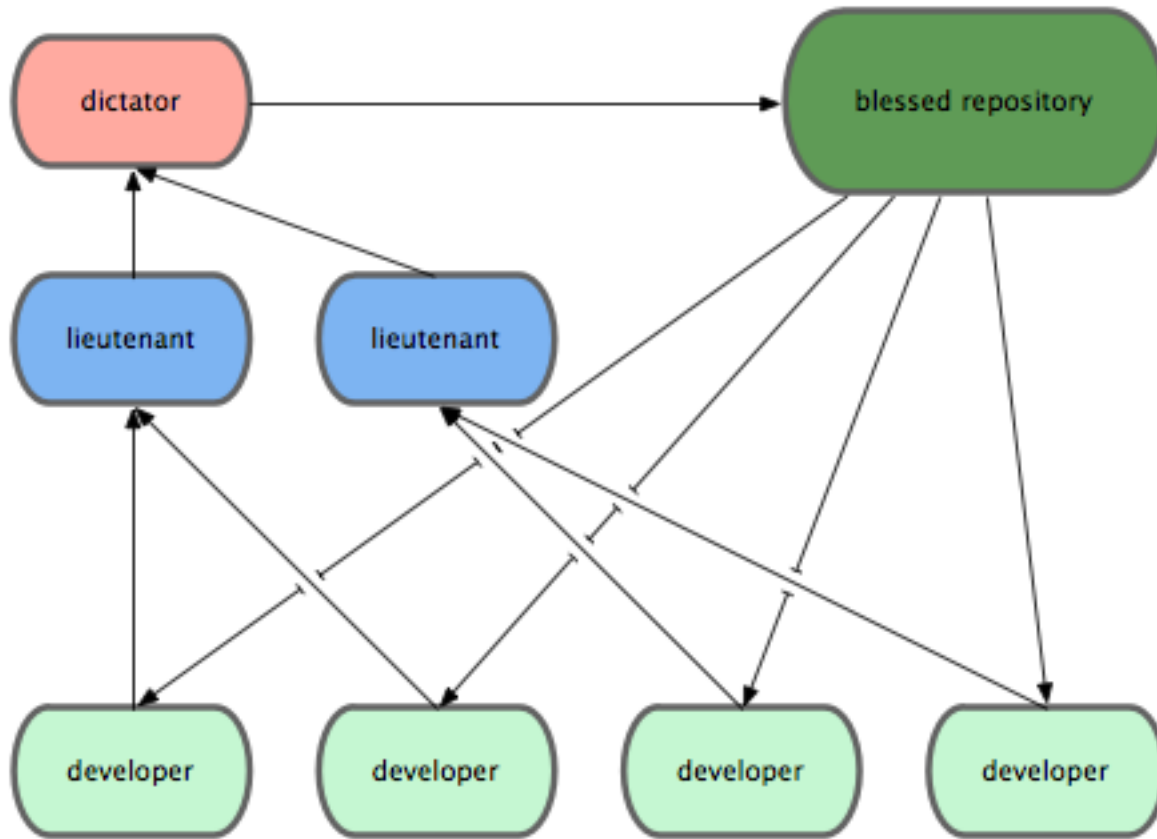 dictator
blessed repository
lieutenant
lieutenant
developer
developer
developer
developer